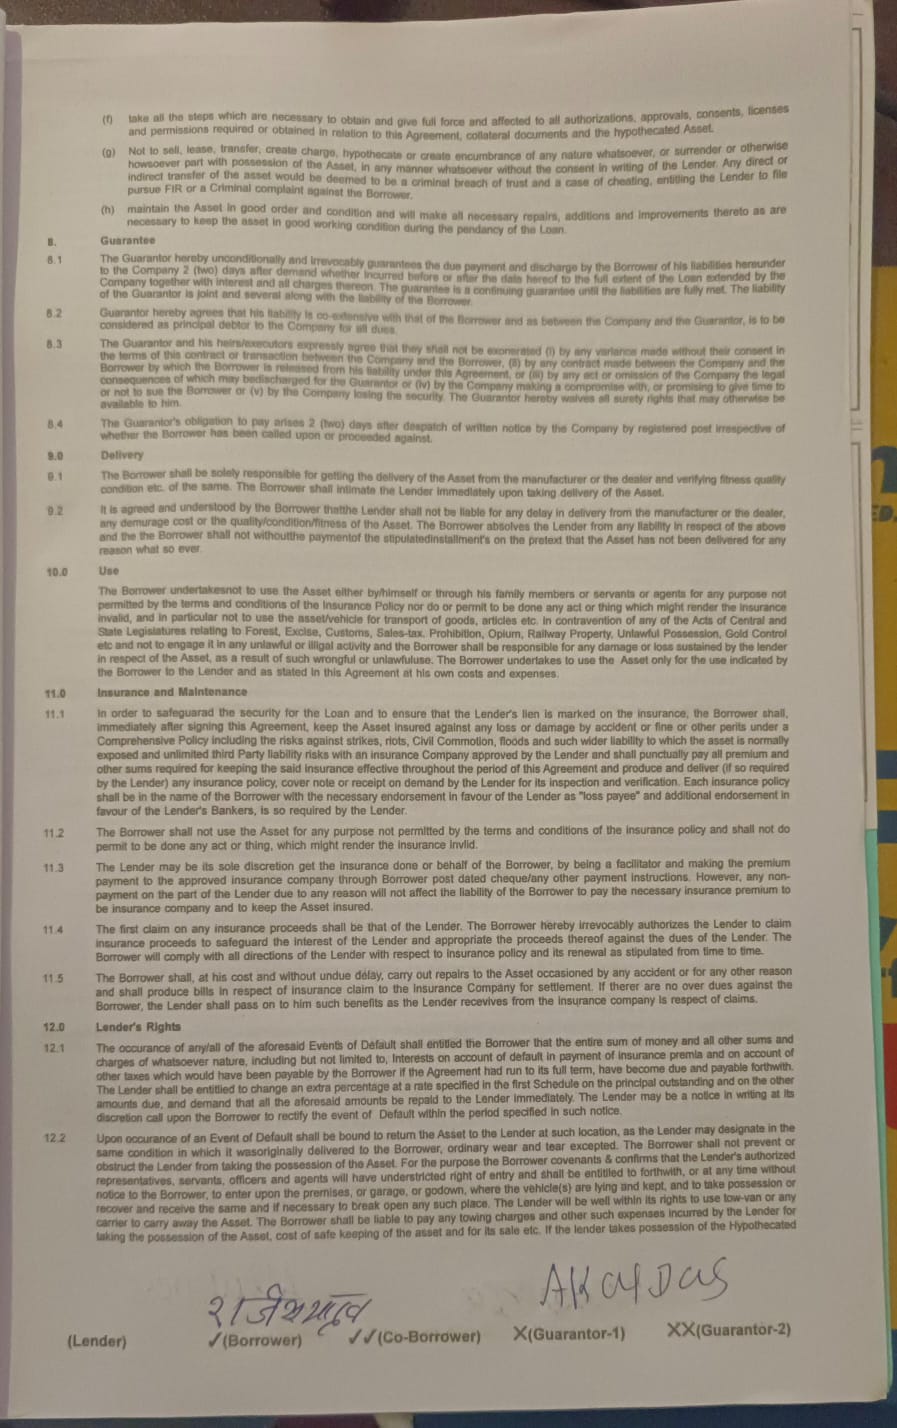 (f) take all the steps which are necessary to obtain and give full force and affected to all authorizations, approvals, consents, licenses
and permissions required or obtained in relation to this Agreement, collateral documents and the hypothecated Asset.
(g) Not to sell, lease, transfer, create charge, hypothecate or create encumbrance of any nature whatsoever, or surrender or otherwise
howsoever part with possession of the Asset, in any manner whatsoever without the consent in writing of the Lender. Any direct or
indirect transfer of the asset would be deemed to be a criminal breach of trust and a case of cheating, entitling the Lender to file
pursue FIR or a Criminal complaint against the Borrower.
(h) maintain the Asset in good order and condition and will make all necessary repairs, additions and improvements thereto as are
necessary to keep the asset in good working condition during the pendancy of the Loan.
8. Guarantee
8.1 The Guarantor hereby unconditionally and irrevocably guarantees the due payment and discharge by the Borrower of his liabilities hereunder
to the Company 2 (two) days after demand whether incurred before or after the date hereof to the full extent of the Loan extended by the
Company together with interest and all charges thereon. The guarantee is a continuing guarantee until the liabilities are fully met. The liability
of the Guarantor is joint and several along with the liability of the Borrower.
8.2 Guarantor hereby agrees that his liability is co-extensive with that of the Borrower and as between the Company and the Guarantor, is to be
considered as principal debtor to the Company for all dues.
8.3 The Guarantor and his heirs/executors expressly agree that they shall not be exonerated (i) by any variance made without their consent in
the terms of this contract or transaction between the Company and the Borrower, (ii) by any contract made between the Company and the
Borrower by which the Borrower is released from his liability under this Agreement, or (iii) by any act or omission of the Company the legal
consequences of which may bedischarged for the Guarantor or (iv) by the Company making a compromise with, or promising to give time to
or not to sue the Borrower or (v) by the Company losing the security. The Guarantor hereby waives all surety rights that may otherwise be
available to him.
8.4 The Guarantor's obligation to pay arises 2 (two) days after despatch of written notice by the Company by registered post irrespective of
whether the Borrower has been called upon or proceeded against.
9.0 Delivery
9.1 The Borrower shall be solely responsible for getting the delivery of the Asset from the manufacturer or the dealer and verifying fitness quality
condition etc. of the same. The Borrower shall intimate the Lender immediately upon taking delivery of the Asset.
9.2 It is agreed and understood by the Borrower thatthe Lender shall not be liable for any delay in delivery from the manufacturer or the dealer,
any demurage cost or the quality/condition/fitness of the Asset. The Borrower absolves the Lender from any liability in respect of the above
and the the Borrower shall not withoutthe paymentof the stipulatedinstallment's on the pretext that the Asset has not been delivered for any
reason what so ever.
10.0 Use
The Borrower undertakesnot to use the Asset either by/himself or through his family members or servants or agents for any purpose not
permitted by the terms and conditions of the Insurance Policy nor do or permit to be done any act or thing which might render the insurance
invalid, and in particular not to use the asset/vehicle for transport of goods, articles etc. in contravention of any of the Acts of Central and
State Legislatures relating to Forest, Excise, Customs, Sales-tax. Prohibition, Opium, Railway Property, Unlawful Possession, Gold Control
etc and not to engage it in any unlawful or illigal activity and the Borrower shall be responsible for any damage or loss sustained by the lender
in respect of the Asset, as a result of such wrongful or unlawfuluse. The Borrower undertakes to use the Asset only for the use indicated by
the Borrower to the Lender and as stated in this Agreement at his own costs and expenses.
11.0 Insurance and Maintenance
11.1 In order to safeguarad the security for the Loan and to ensure that the Lender's lien is marked on the insurance, the Borrower shall,
immediately after signing this Agreement, keep the Asset insured against any loss or damage by accident or fine or other perits under a
Comprehensive Policy including the risks against strikes, riots, Civil Commotion, floods and such wider liability to which the asset is normally
exposed and unlimited third Party liability risks with an insurance Company approved by the Lender and shall punctually pay all premium and
other sums required for keeping the said insurance effective throughout the period of this Agreement and produce and deliver (if so required
by the Lender) any insurance policy, cover note or receipt on demand by the Lender for its inspection and verification. Each insurance policy
shall be in the name of the Borrower with the necessary endorsement in favour of the Lender as "loss payee" and additional endorsement in
favour of the Lender's Bankers, is so required by the Lender.
11.2 The Borrower shall not use the Asset for any purpose not permitted by the terms and conditions of the insurance policy and shall not do
permit to be done any act or thing, which might render the insurance invlid.
11.3 The Lender may be its sole discretion get the insurance done or behalf of the Borrower, by being a facilitator and making the premium
payment to the approved insurance company through Borrower post dated cheque/any other payment instructions. However, any non-
payment on the part of the Lender due to any reason will not affect the liability of the Borrower to pay the necessary insurance premium to
be insurance company and to keep the Asset insured.
11.4 The first claim on any insurance proceeds shall be that of the Lender. The Borrower hereby irrevocably authorizes the Lender to claim
insurance proceeds to safeguard the interest of the Lender and appropriate the proceeds thereof against the dues of the Lender. The
Borrower will comply with all directions of the Lender with respect to insurance policy and its renewal as stipulated from time to time.
11.5 The Borrower shall, at his cost and without undue delay, carry out repairs to the Asset occasioned by any accident or for any other reason
and shall produce bills in respect of insurance claim to the Insurance Company for settlement. If therer are no over dues against the
Borrower, the Lender shall pass on to him such benefits as the Lender recevives from the insurance company is respect of claims.
12.0 Lender's Rights
12.1 The occurance of any/all of the aforesaid Events of Default shall entitled the Borrower that the entire sum of money and all other sums and
charges of whatsoever nature, including but not limited to, Interests on account of default in payment of insurance premia and on account of
other taxes which would have been payable by the Borrower if the Agreement had run to its full term, have become due and payable forthwith.
The Lender shall be entitlied to change an extra percentage at a rate specified in the first Schedule on the principal outstanding and on the other
amounts due, and demand that all the aforesaid amounts be repaid to the Lender immediately. The Lender may be a notice in writing at its
discretion call upon the Borrower to rectify the event of Default within the period specified in such notice.
12.2 Upon occurance of an Event of Default shall be bound to return the Asset to the Lender at such location, as the Lender may designate in the
same condition in which it wasoriginally delivered to the Borrower, ordinary wear and tear excepted. The Borrower shall not prevent or
obstruct the Lender from taking the possession of the Asset. For the purpose the Borrower covenants & confirms that the Lender's authorized
representatives, servants, officers and agents will have understricted right of entry and shall be entitlied to forthwith, or at any time without
notice to the Borrower, to enter upon the premises, or garage, or godown, where the vehicle(s) are lying and kept, and to take possession or
recover and receive the same and if necessary to break open any such place. The Lender will be well within its rights to use tow-van or any
carrier to carry away the Asset. The Borrower shall be liable to pay any towing charges and other such expenses incurred by the Lender for
taking the possession of the Asset, cost of safe keeping of the asset and for its sale etc. If the lender takes possession of the Hypothecated
(Lender) ✓(Borrower) ✓✓(Co-Borrower) X(Guarantor-1) XX(Guarantor-2)